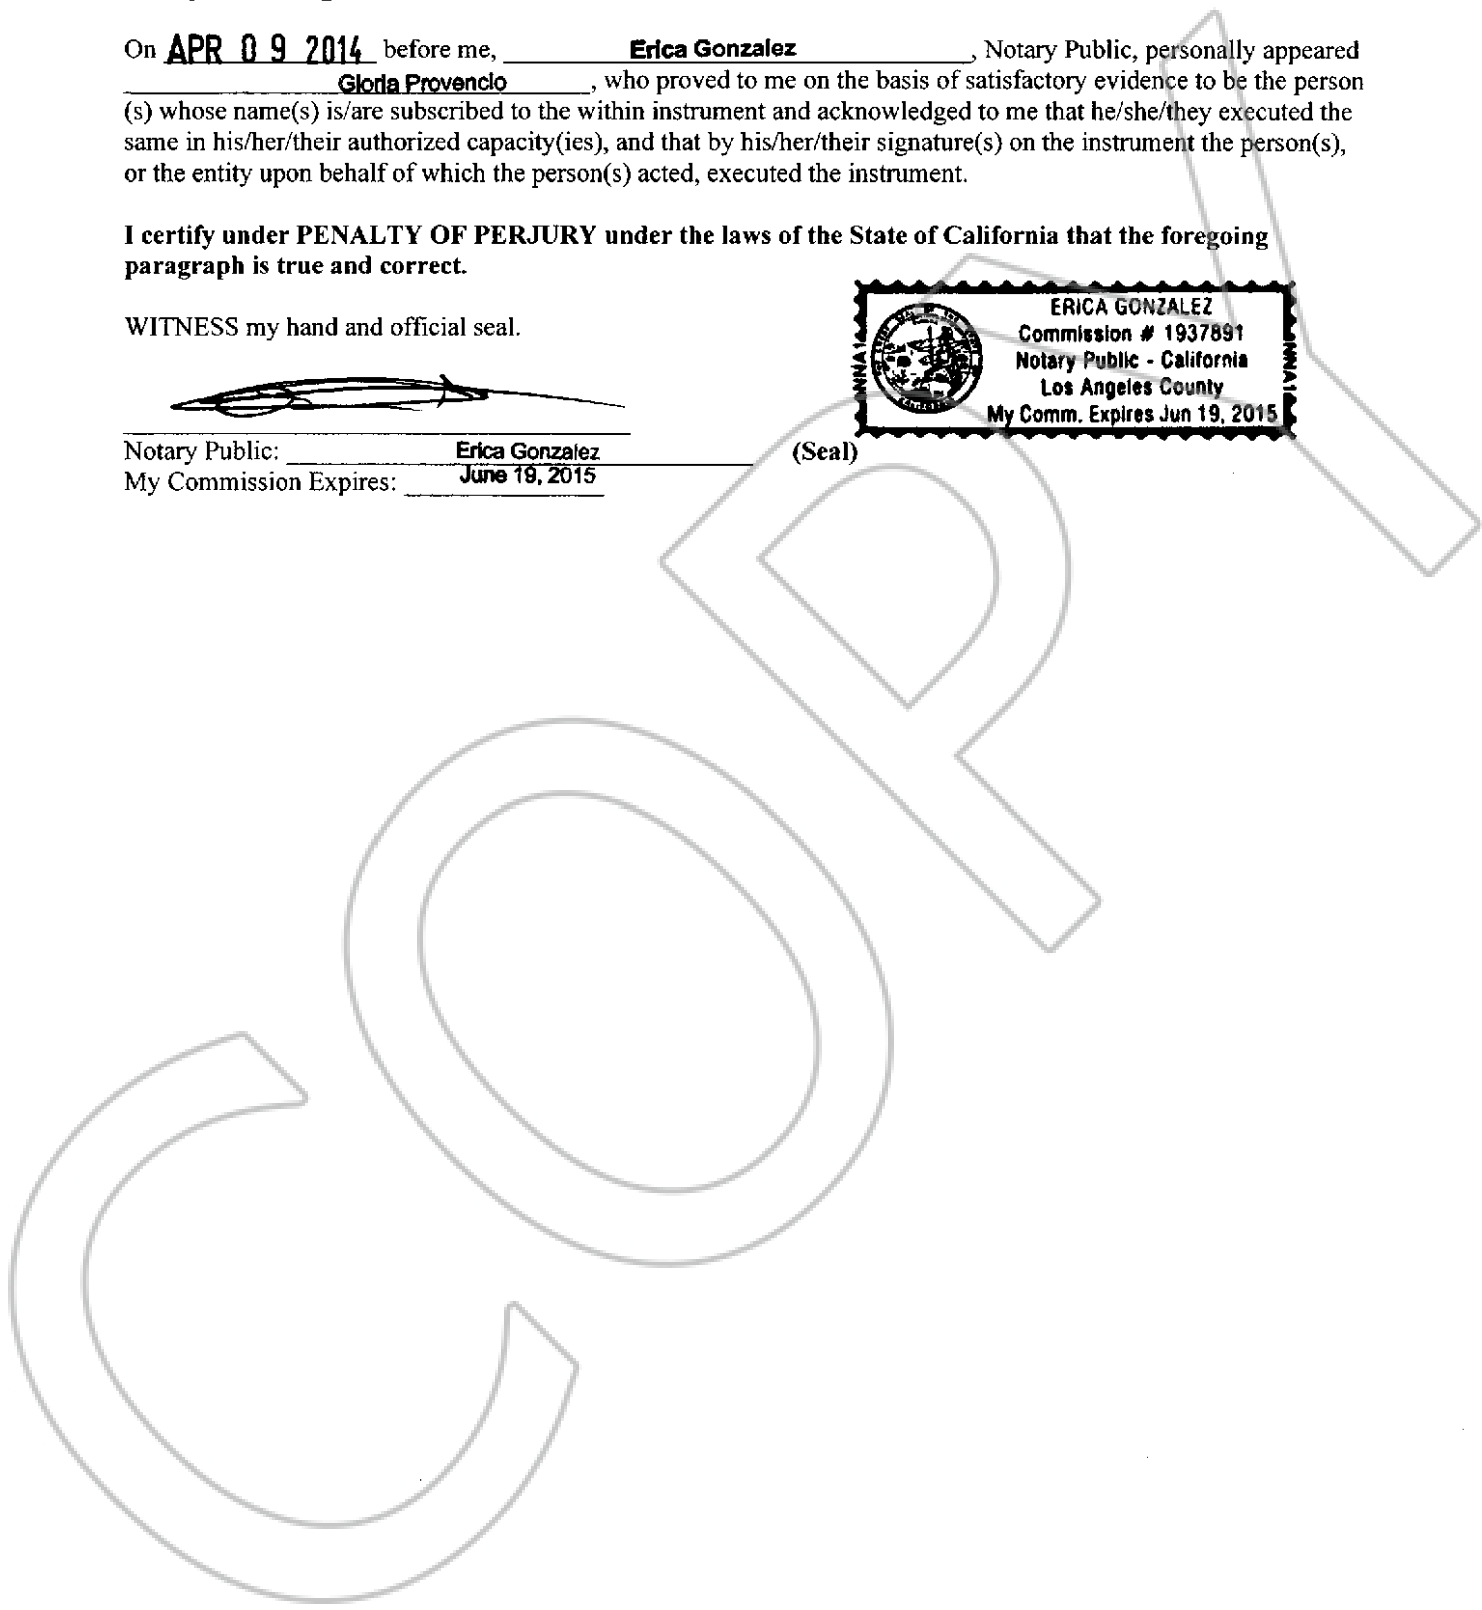 On APR 09 2014 before me, Erica Gonzalez, Notary Public, personally appeared
Gloria Provencio, who proved to me on the basis of satisfactory evidence to be the person
(s) whose name(s) is/are subscribed to the within instrument and acknowledged to me that he/she/they executed the
same in his/her/their authorized capacity(ies), and that by his/her/their signature(s) on the instrument the person(s),
or the entity upon behalf of which the person(s) acted, executed the instrument.
I certify under PENALTY OF PERJURY under the laws of the State of California that the foregoing
paragraph is true and correct.
WITNESS my hand and official seal.
ERICA GONZALEZ
Commission # 1937891
Notary Public - California
Los Angeles County
My Comm. Expires Jun 19, 2015
Notary Public: Erica Gonzalez (Seal)
My Commission Expires: June 19, 2015
COPY